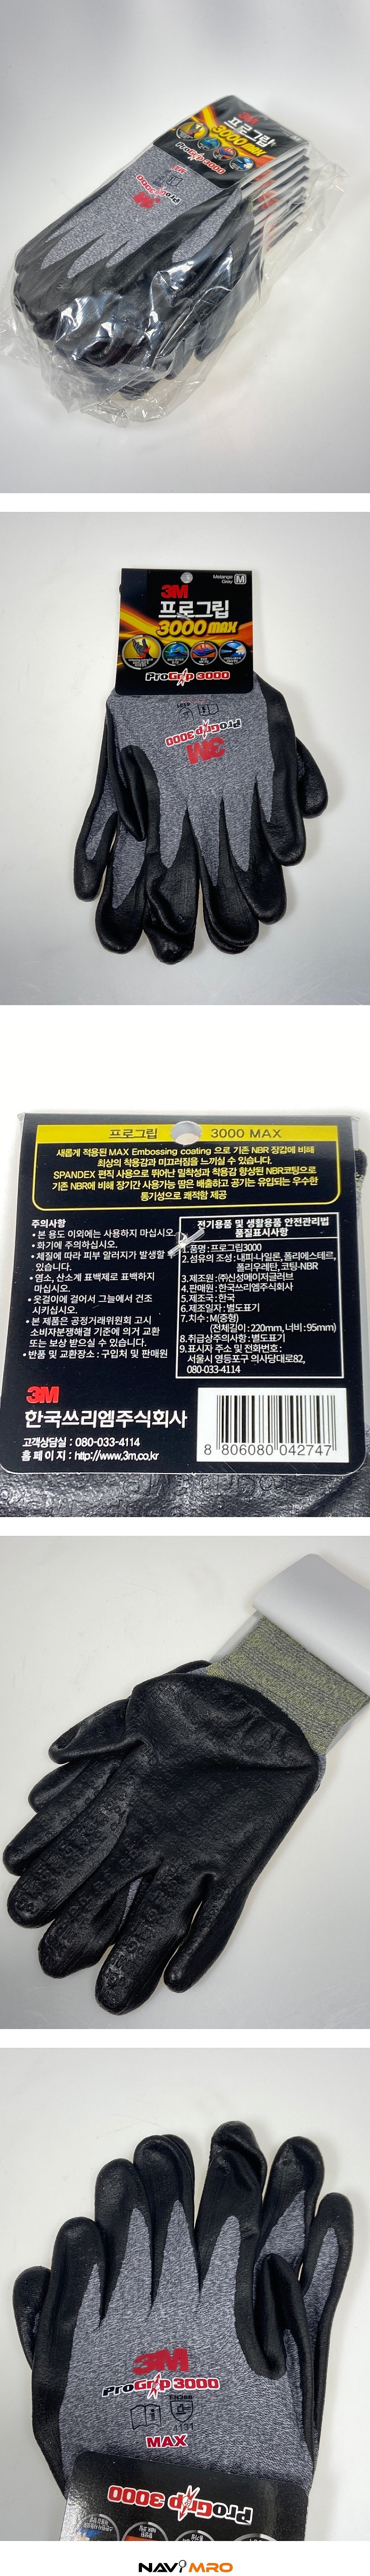 3M
프로그립
3000 MAX
ProGrip 3000
ProGrip 3000
3M
Melange
Gray M
3M
프로그립
3000 MAX
ProGrip 3000
ProGrip 3000
3M
프로그립 3000 MAX
새롭게 적용된 MAX Embossing coating 으로 기존 NBR 장갑에 비해
최상의 착용감과 미끄러짐을 느끼실 수 있습니다.
SPANDEX 편직 사용으로 뛰어난 밀착성과 착용감 향상된 NBR코팅으로
기존 NBR에 비해 장기간 사용가능 땀은 배출하고 공기는 유입되는 우수한
통기성으로 쾌적함 제공
주의사항
• 본 용도 이외에는 사용하지 마십시오.
• 화기에 주의하십시오.
• 체질에 따라 피부 알러지가 발생할 수
있습니다.
• 염소, 산소계 표백제로 표백하지
마십시오.
• 옷걸이에 걸어서 그늘에서 건조
시키십시오.
• 본 제품은 공정거래위원회 고시
소비자분쟁해결 기준에 의거 교환
또는 보상 받으실 수 있습니다.
• 반품 및 교환장소 : 구입처 및 판매원
전기용품 및 생활용품 안전관리법
품질표시사항
1.품명 : 프로그립3000
2.섬유의 조성 : 내피-나일론, 폴리에스테르,
폴리우레탄, 코팅-NBR
3.제조원 : ㈜신성메이저글러브
4.판매원 : 한국쓰리엠주식회사
5.제조국 : 한국
6.제조일자 : 별도표기
7.치수 : M(중형)
(전체길이 : 220mm, 너비 : 95mm)
8.취급상주의사항 : 별도표기
9.표시자 주소 및 전화번호 :
서울시 영등포구 의사당대로82,
080-033-4114
3M
한국쓰리엠주식회사
고객상담실 : 080-033-4114
홈 페 이 지 : http://www.3m.co.kr
8 806080 042747
3M
ProGrip 3000
EN388
MAX
ProGrip 3000
NAVIMRO